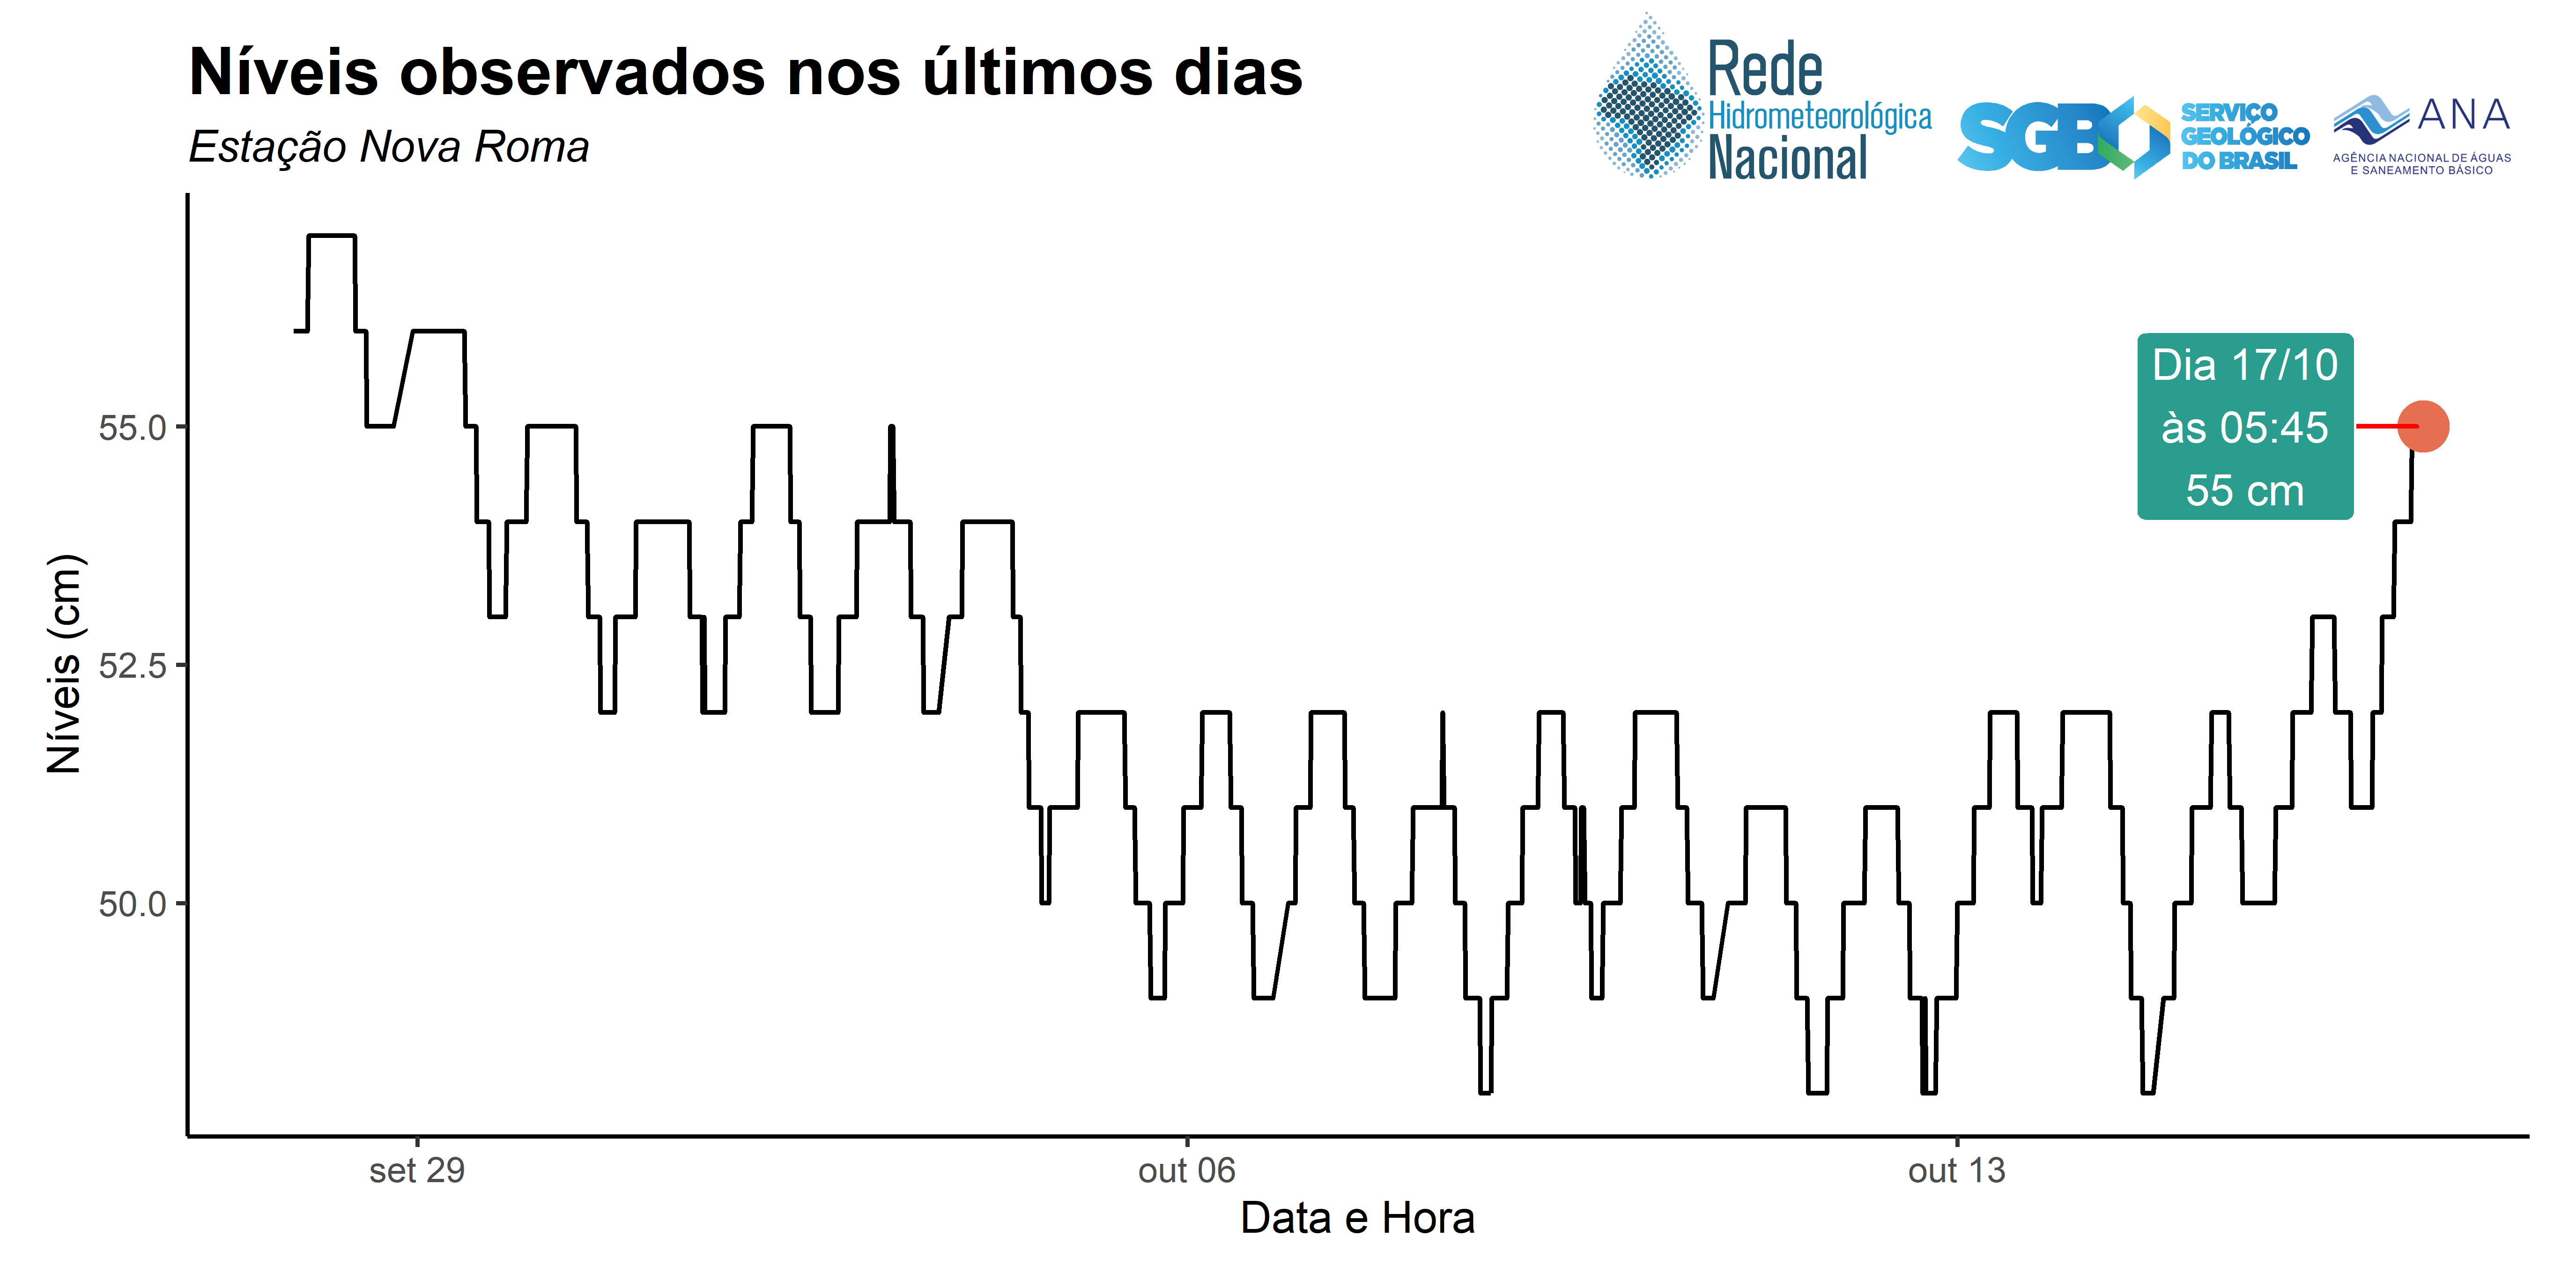 Níveis observados nos últimos dias
Estação Nova Roma
Rede
Hidrometeorológica
Nacional
SGB
SERVIÇO
GEOLÓGICO
DO BRASIL
ANA
AGÊNCIA NACIONAL DE ÁGUAS
E SANEAMENTO BÁSICO
Níveis (cm)
55.0
52.5
50.0
Dia 17/10
às 05:45
55 cm
set 29
out 06
out 13
Data e Hora